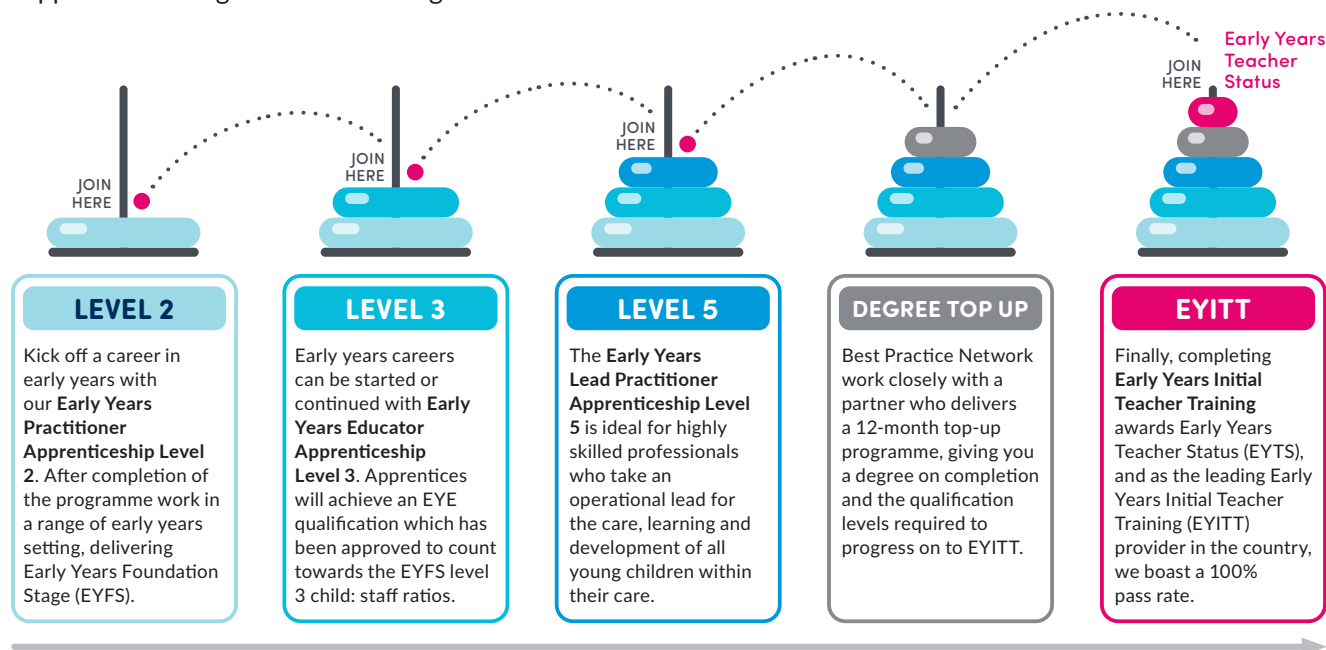 Early Years
Teacher
Status
JOIN
HERE
JOIN
HERE
JOIN
HERE
JOIN
HERE
LEVEL 2
Kick off a career in
early years with
our Early Years
Practitioner
Apprenticeship Level
2. After completion of
the programme work in
a range of early years
setting, delivering
Early Years Foundation
Stage (EYFS).
LEVEL 3
Early years careers
can be started or
continued with Early
Years Educator
Apprenticeship
Level 3. Apprentices
will achieve an EYE
qualification which has
been approved to count
towards the EYFS level
3 child: staff ratios.
LEVEL 5
The Early Years
Lead Practitioner
Apprenticeship Level
5 is ideal for highly
skilled professionals
who take an
operational lead for
the care, learning and
development of all
young children within
their care.
DEGREE TOP UP
Best Practice Network
work closely with a
partner who delivers
a 12-month top-up
programme, giving you
a degree on completion
and the qualification
levels required to
progress on to EYITT.
EYITT
Finally, completing
Early Years Initial
Teacher Training
awards Early Years
Teacher Status (EYTS),
and as the leading Early
Years Initial Teacher
Training (EYITT)
provider in the country,
we boast a 100%
pass rate.